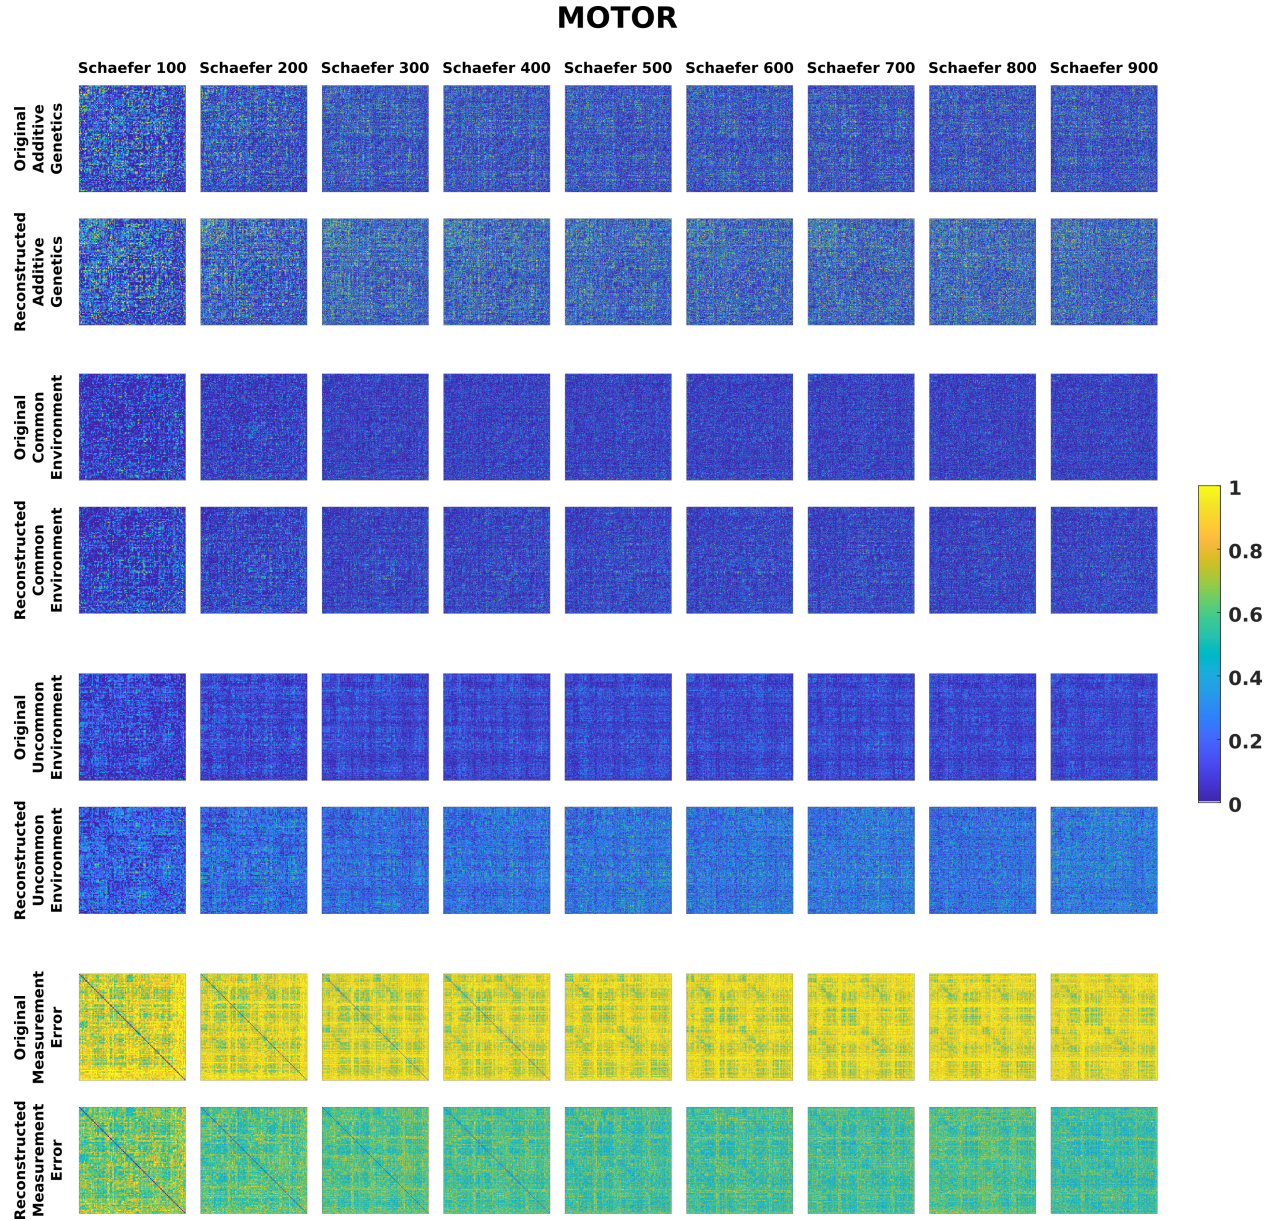 MOTOR
Schaefer 100 Schaefer 200 Schaefer 300 Schaefer 400 Schaefer 500 Schaefer 600 Schaefer 700 Schaefer 800 Schaefer 900
Original
Additive
Genetics
Reconstructed
Additive
Genetics
Original
Common
Environment
Reconstructed
Common
Environment
Original
Uncommon
Environment
Reconstructed
Uncommon
Environment
Original
Measurement
Error
Reconstructed
Measurement
Error
1
0.8
0.6
0.4
0.2
0